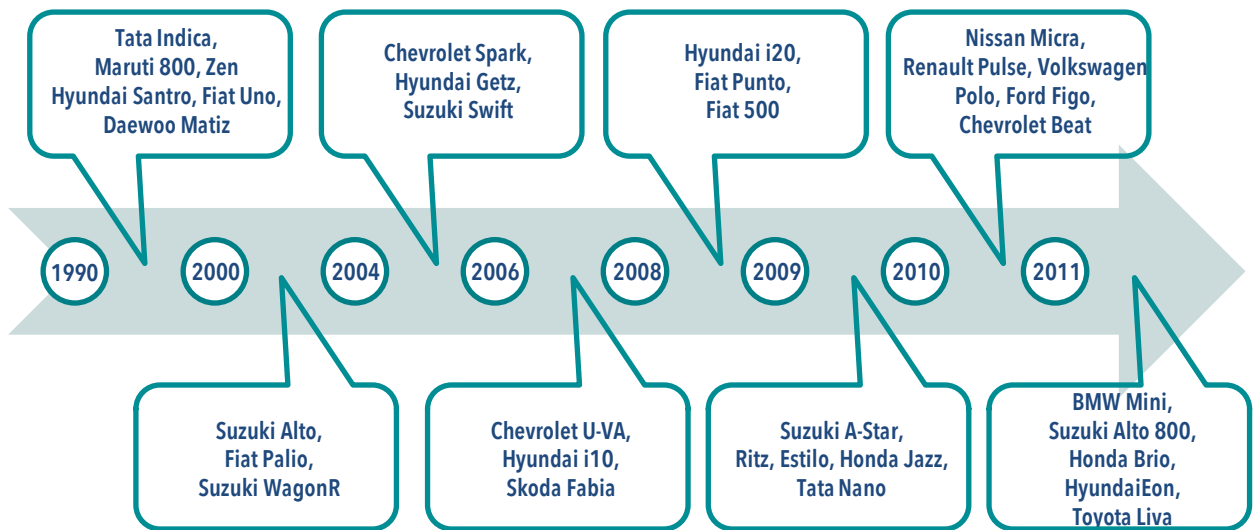 Tata Indica,
Maruti 800, Zen
Hyundai Santro, Fiat Uno,
Daewoo Matiz
Chevrolet Spark,
Hyundai Getz,
Suzuki Swift
Hyundai i20,
Fiat Punto,
Fiat 500
Nissan Micra,
Renault Pulse, Volkswagen
Polo, Ford Figo,
Chevrolet Beat
1990
2000
2004
2006
2008
2009
2010
2011
Suzuki Alto,
Fiat Palio,
Suzuki WagonR
Chevrolet U-VA,
Hyundai i10,
Skoda Fabia
Suzuki A-Star,
Ritz, Estilo, Honda Jazz,
Tata Nano
BMW Mini,
Suzuki Alto 800,
Honda Brio,
HyundaiEon,
Toyota Liva